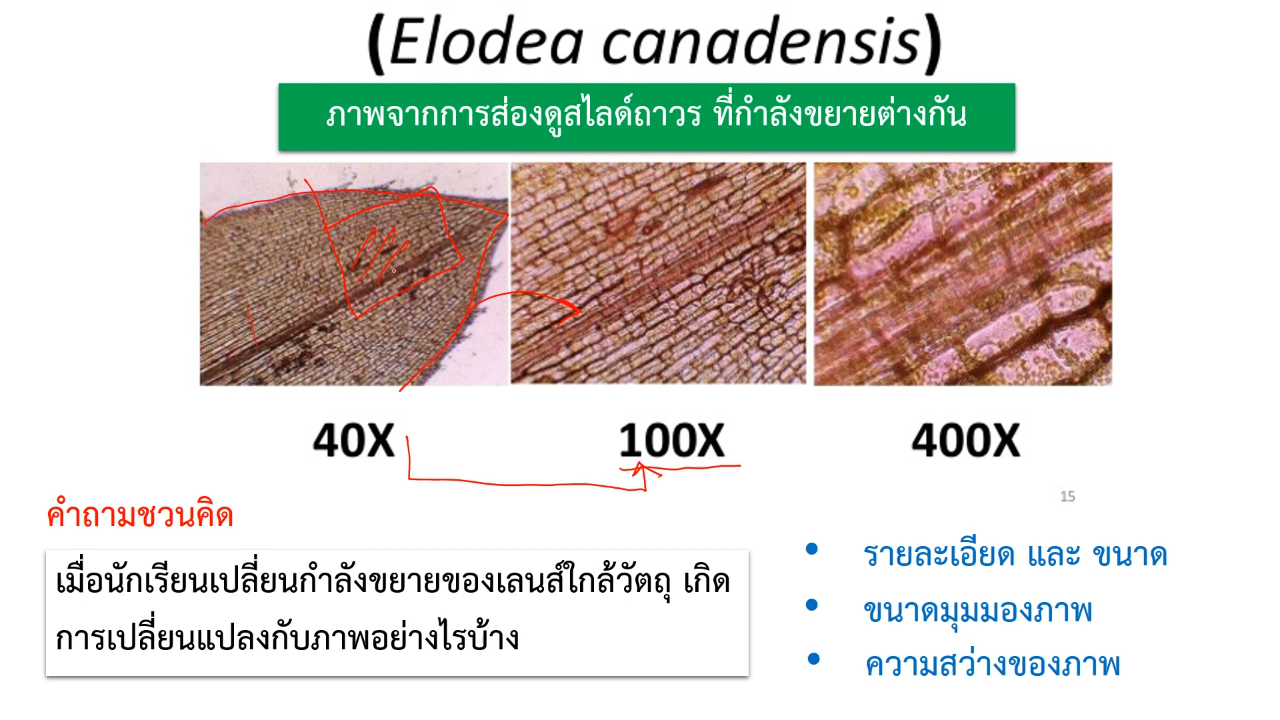 (Elodea canadensis)
ภาพจากการส่องดูสไลด์ถาวร ที่กำลังขยายต่างกัน
40X 100X 400X
15
คำถามชวนคิด
เมื่อนักเรียนเปลี่ยนกำลังขยายของเลนส์ใกล้วัตถุ เกิด
การเปลี่ยนแปลงกับภาพอย่างไรบ้าง
• รายละเอียด และ ขนาด
• ขนาดมุมมองภาพ
• ความสว่างของภาพ